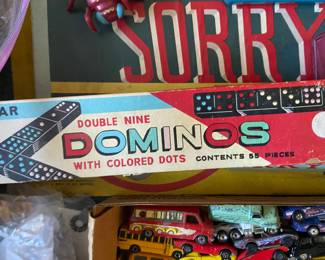 SORRY
AR
DOUBLE NINE
DOMINOS
WITH COLORED DOTS CONTENTS 55 PIECES